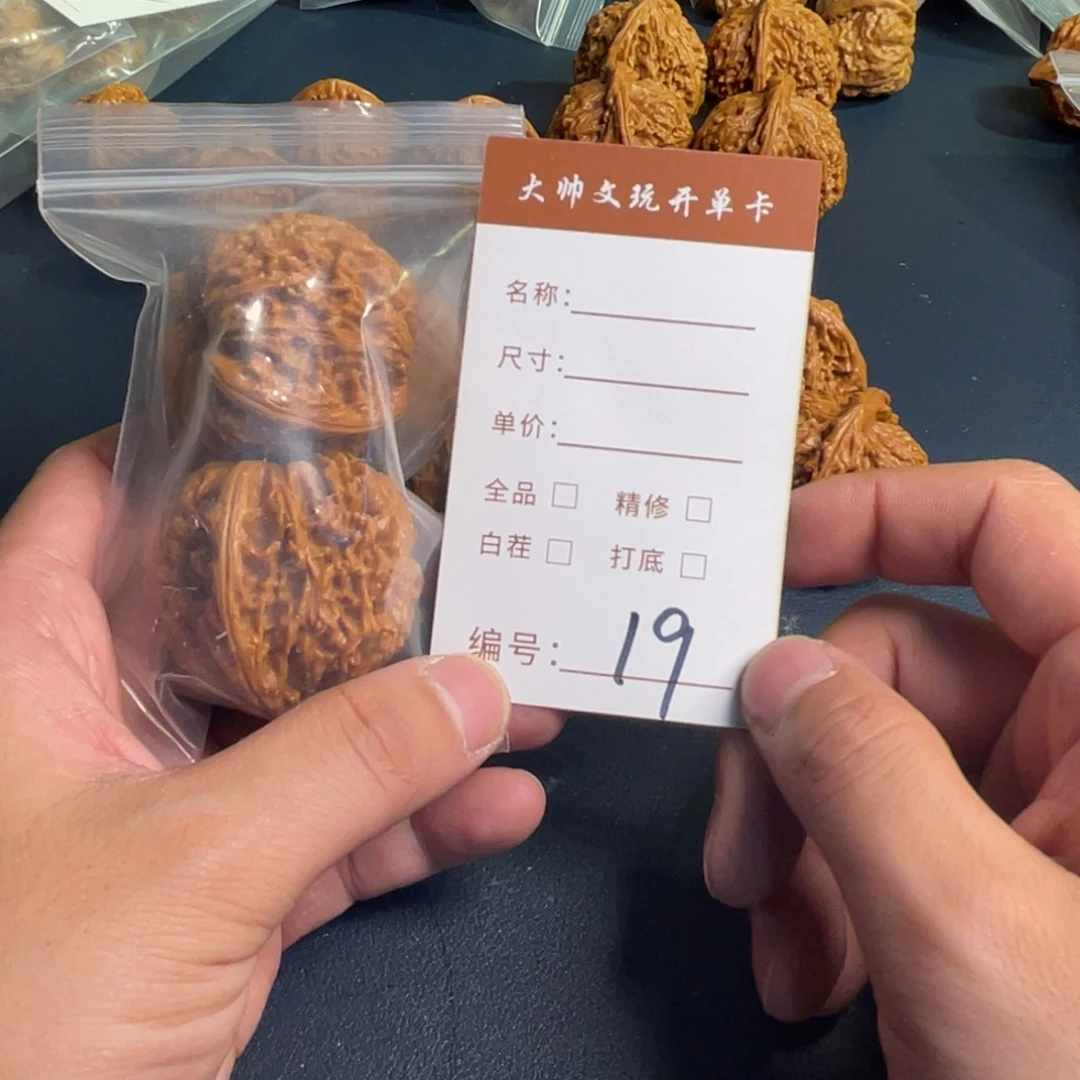 大帅文玩开单卡
名称:
尺寸:
单价:
全品 □ 精修 □
白茬 □ 打底 □
编号: 19